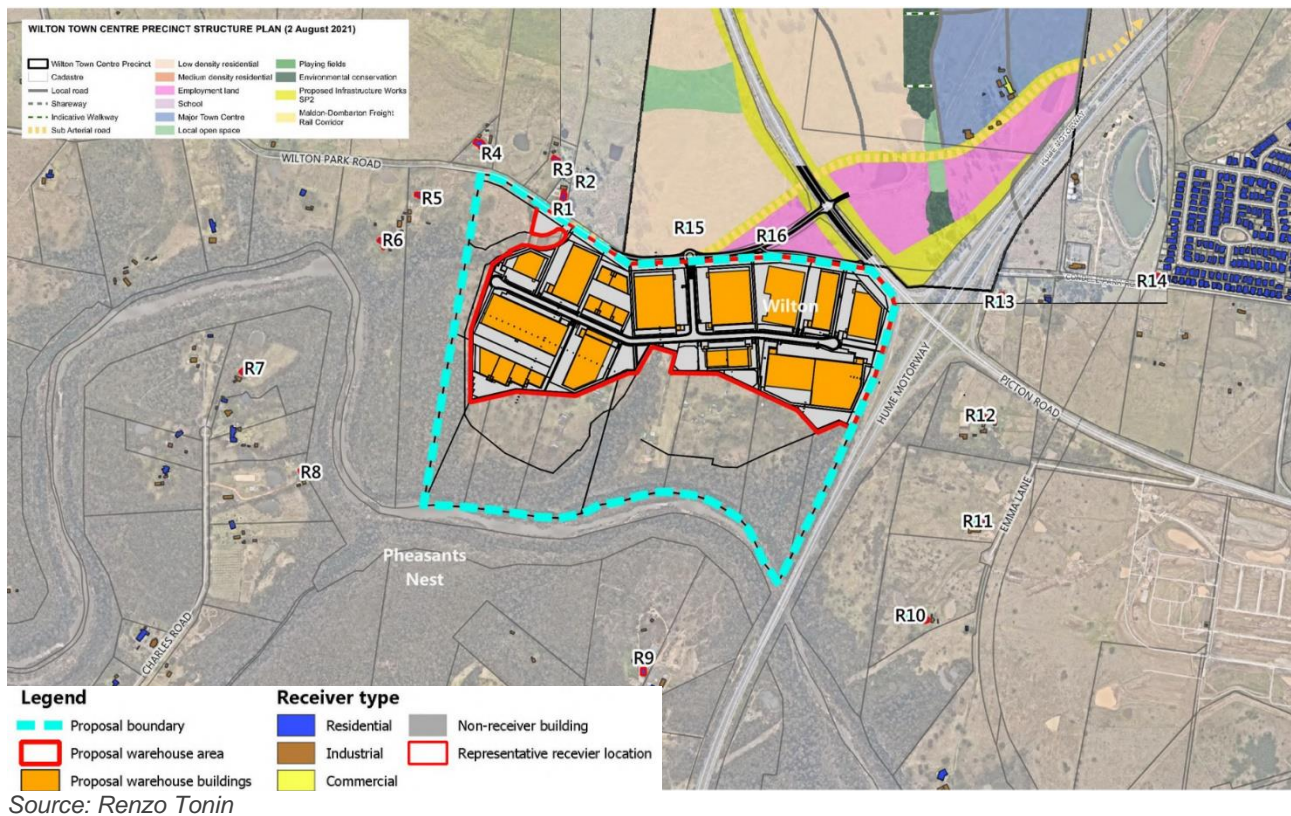 WILTON TOWN CENTRE PRECINCT STRUCTURE PLAN (2 August 2021)
Wilton Town Centre Precinct
Cadastre
Local road
Shareway
Indicative Walkway
Sub Arterial road
Low density residential
Medium density residential
Employment land
School
Major Town Centre
Local open space
Playing fields
Environmental conservation
Proposed Infrastructure Works
SP2
Maldon-Dombarton Freight
Rail Corridor
WILTON PARK ROAD
R4
R3
R2
R5
R1
R6
R15
R16
HUME MOTORWAY
R14
R13
Wilton
R7
HUME MOTORWAY
PICTON ROAD
R12
R8
EMMA LANE
R11
Pheasants
Nest
CHARLES ROAD
R10
R9
Legend
Proposal boundary
Proposal warehouse area
Proposal warehouse buildings
Receiver type
Residential
Industrial
Commercial
Non-receiver building
Representative recevier location
Source: Renzo Tonin